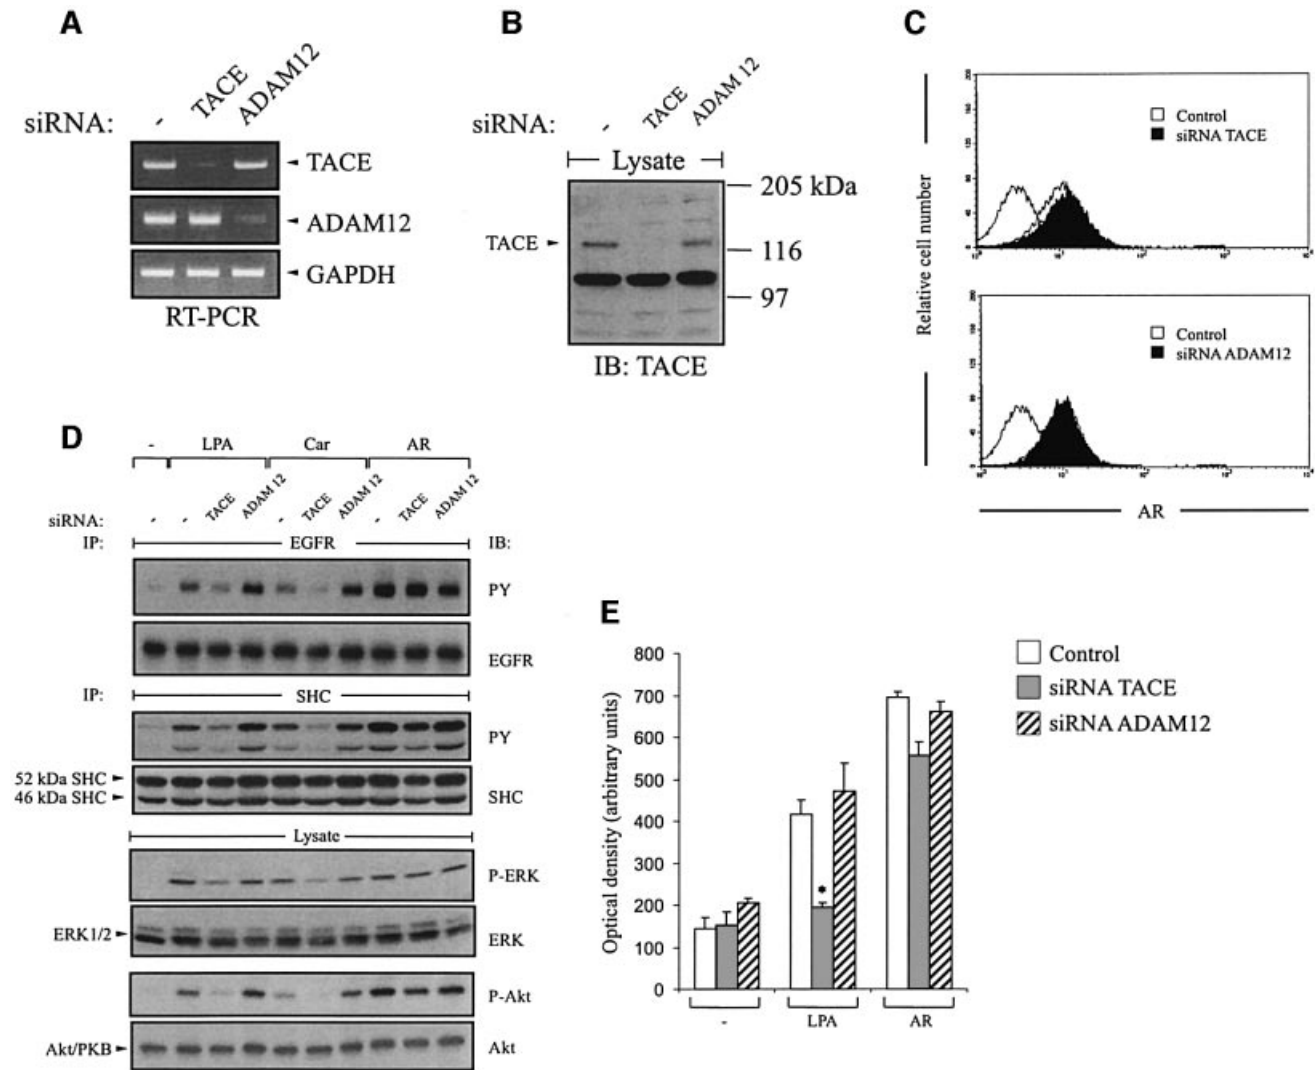 A
siRNA:
-
TACE
ADAM12
TACE
ADAM12
GAPDH
RT-PCR
B
siRNA:
-
TACE
ADAM 12
Lysate
205 kDa
TACE
116
97
IB: TACE
C
Relative cell number
Control
siRNA TACE
Control
siRNA ADAM12
AR
D
- LPA Car AR
siRNA: - - TACE ADAM 12 - TACE ADAM 12 - TACE ADAM 12
IP: EGFR IB:
PY
EGFR
IP: SHC
PY
52 kDa SHC
46 kDa SHC
SHC
Lysate
P-ERK
ERK1/2
ERK
P-Akt
Akt/PKB
Akt
E
Optical density (arbitrary units)
800
700
600
500
400
300
200
100
0
*
- LPA AR
Control
siRNA TACE
siRNA ADAM12